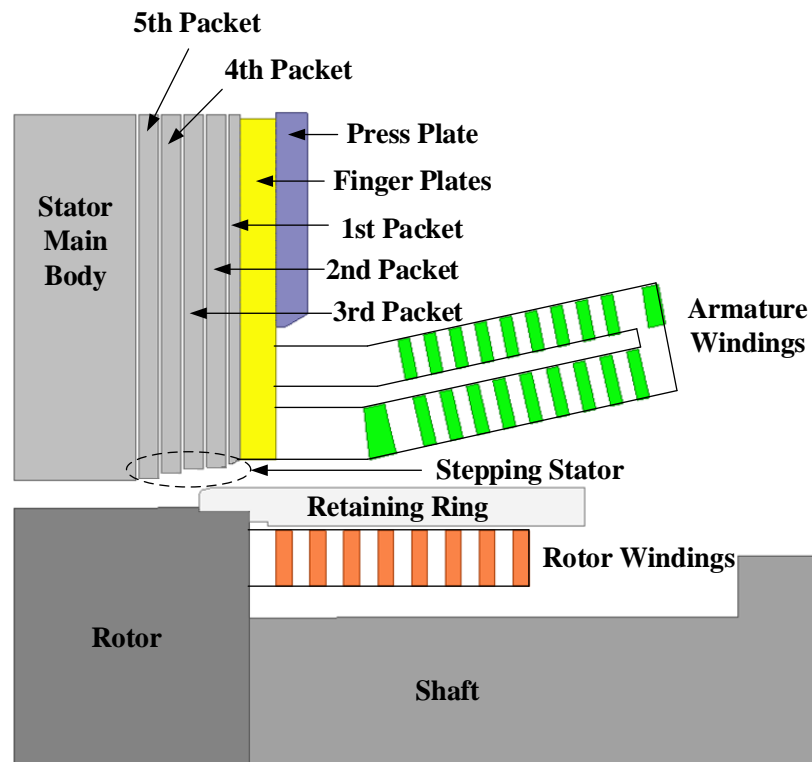 5th Packet
4th Packet
Press Plate
Finger Plates
Stator
Main
Body
1st Packet
2nd Packet
3rd Packet
Armature
Windings
Stepping Stator
Retaining Ring
Rotor Windings
Rotor
Shaft